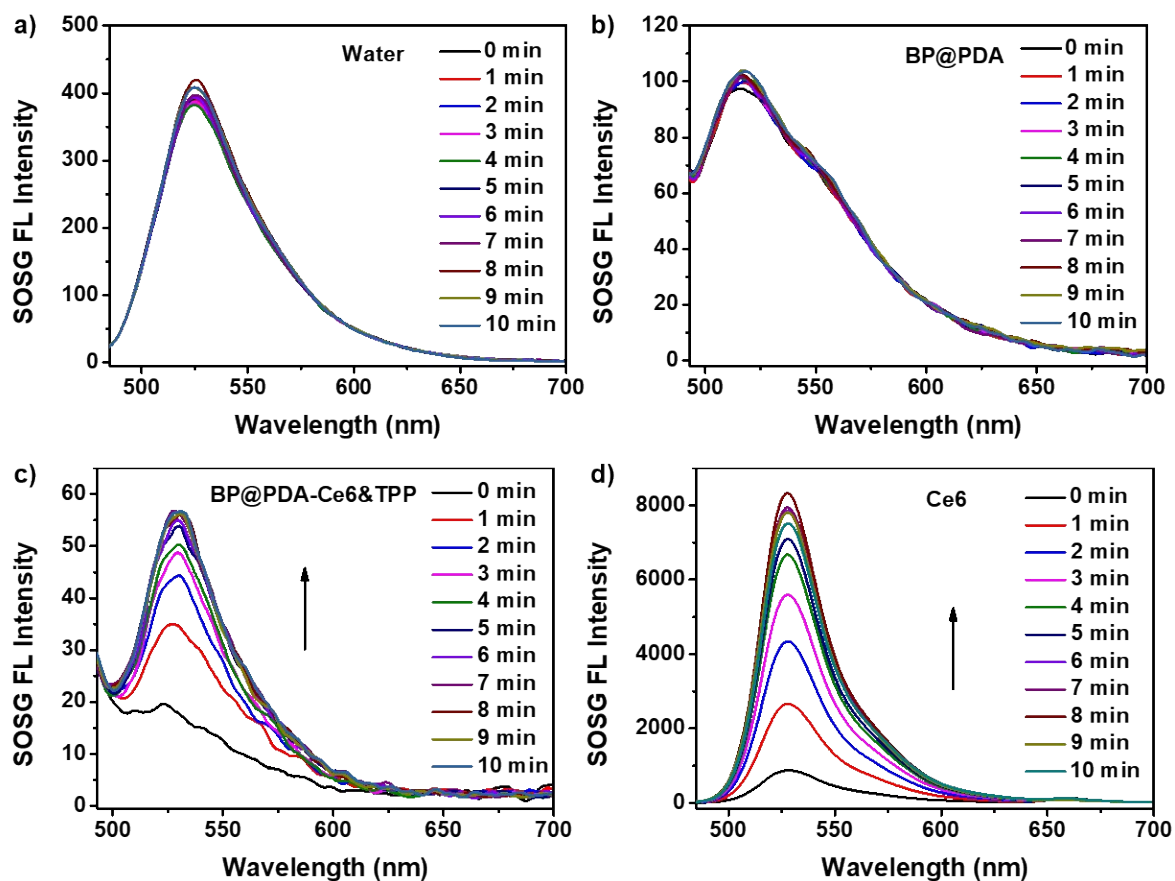 a)
Water
SOSG FL Intensity
500
400
300
200
100
0
500 550 600 650 700
Wavelength (nm)
0 min
1 min
2 min
3 min
4 min
5 min
6 min
7 min
8 min
9 min
10 min
b)
BP@PDA
SOSG FL Intensity
120
100
80
60
40
20
0
500 550 600 650 700
Wavelength (nm)
0 min
1 min
2 min
3 min
4 min
5 min
6 min
7 min
8 min
9 min
10 min
c)
BP@PDA-Ce6&TPP
SOSG FL Intensity
60
50
40
30
20
10
0
500 550 600 650 700
Wavelength (nm)
0 min
1 min
2 min
3 min
4 min
5 min
6 min
7 min
8 min
9 min
10 min
d)
Ce6
SOSG FL Intensity
8000
6000
4000
2000
0
500 550 600 650 700
Wavelength (nm)
0 min
1 min
2 min
3 min
4 min
5 min
6 min
7 min
8 min
9 min
10 min